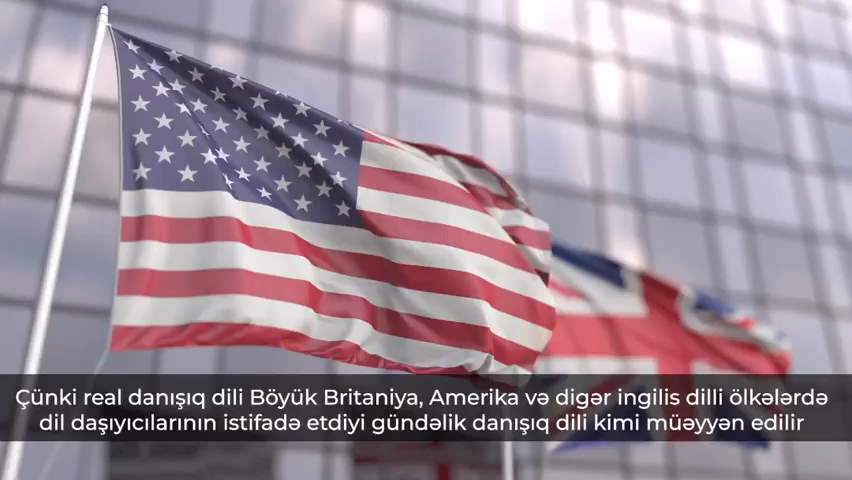 Çünki real danışıq dili Böyük Britaniya, Amerika və digər ingilis dilli ölkələrdə
dil daşıyıcılarının istifadə etdiyi gündəlik danışıq dili kimi müəyyən edilir